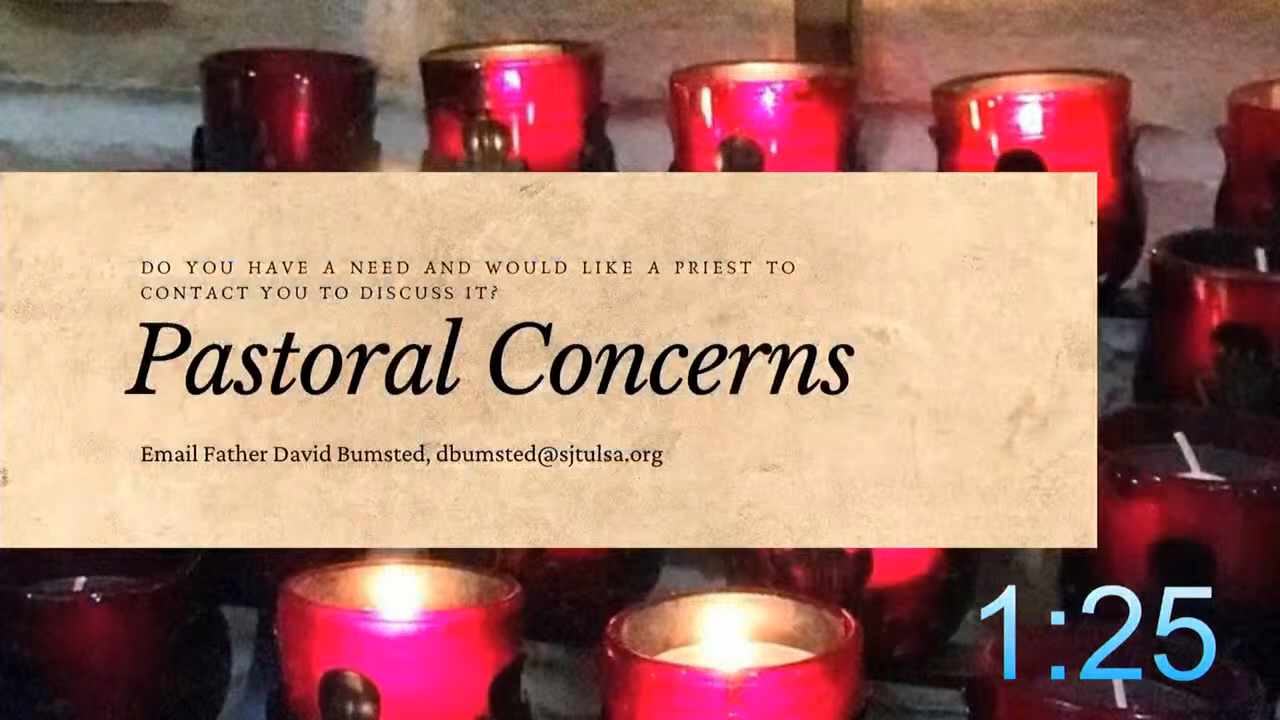 DO YOU HAVE A NEED AND WOULD LIKE A PRIEST TO
CONTACT YOU TO DISCUSS IT?
Pastoral Concerns
Email Father David Bumsted, dbumsted@sjtulsa.org
1:25